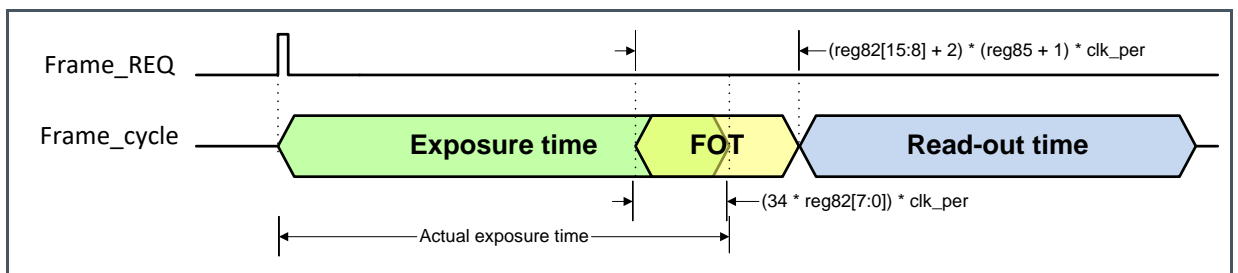 Frame_REQ
(reg82[15:8] + 2) * (reg85 + 1) * clk_per
Frame_cycle
Exposure time
FOT
Read-out time
(34 * reg82[7:0]) * clk_per
Actual exposure time